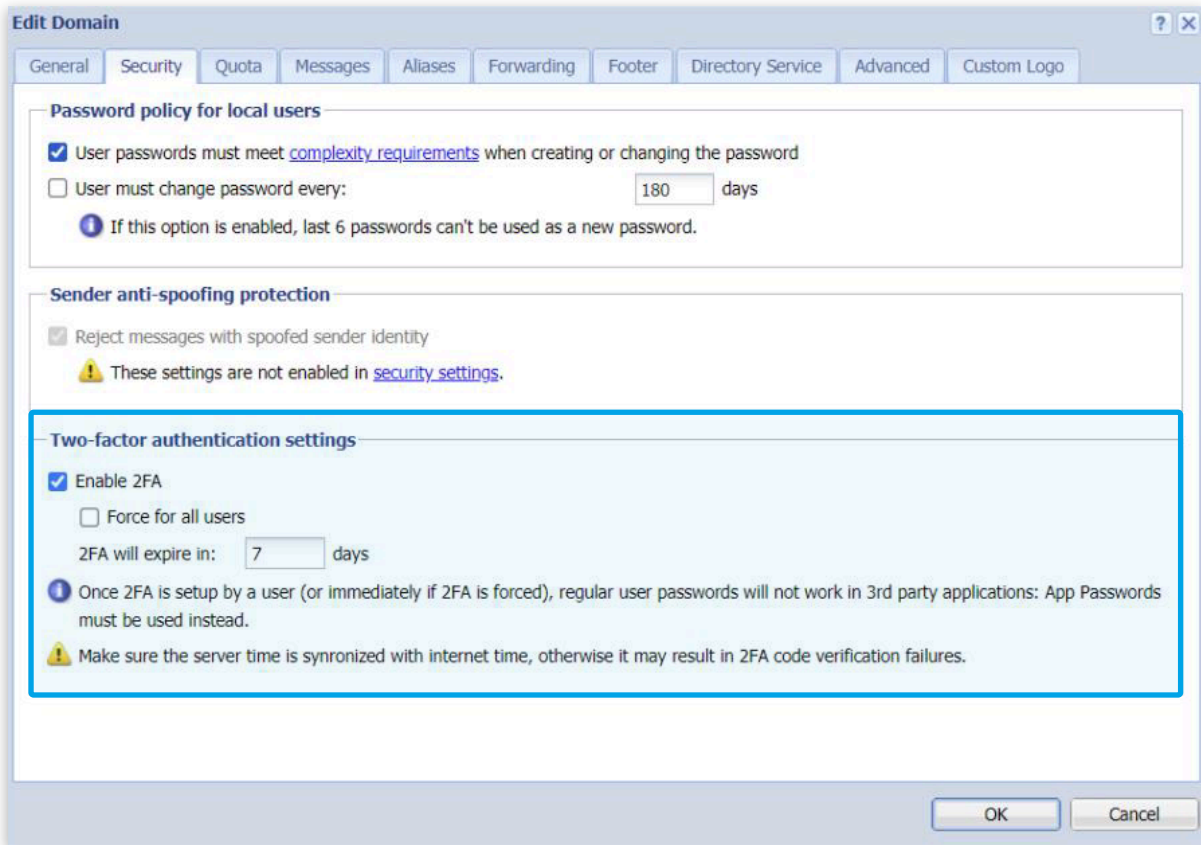 Edit Domain
General Security Quota Messages Aliases Forwarding Footer Directory Service Advanced Custom Logo
Password policy for local users
User passwords must meet complexity requirements when creating or changing the password
User must change password every: 180 days
If this option is enabled, last 6 passwords can't be used as a new password.
Sender anti-spoofing protection
Reject messages with spoofed sender identity
These settings are not enabled in security settings.
Two-factor authentication settings
Enable 2FA
Force for all users
2FA will expire in: 7 days
Once 2FA is setup by a user (or immediately if 2FA is forced), regular user passwords will not work in 3rd party applications: App Passwords
must be used instead.
Make sure the server time is synronized with internet time, otherwise it may result in 2FA code verification failures.
OK Cancel